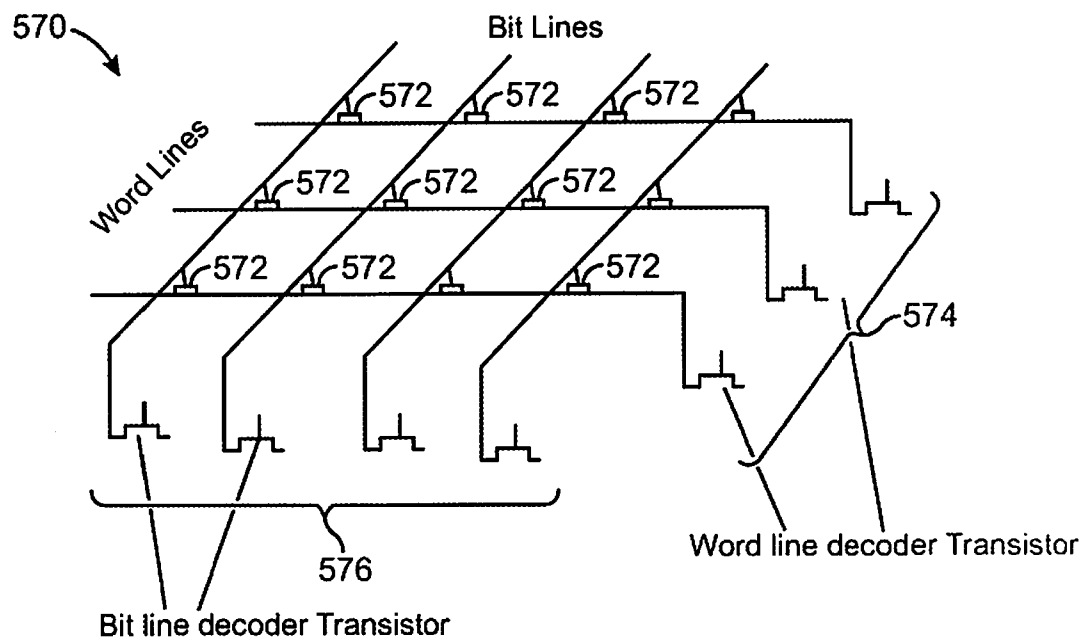 570
Bit Lines
572 572 572
Word Lines
572 572 572
572 572 572
574
576
Word line decoder Transistor
Bit line decoder Transistor